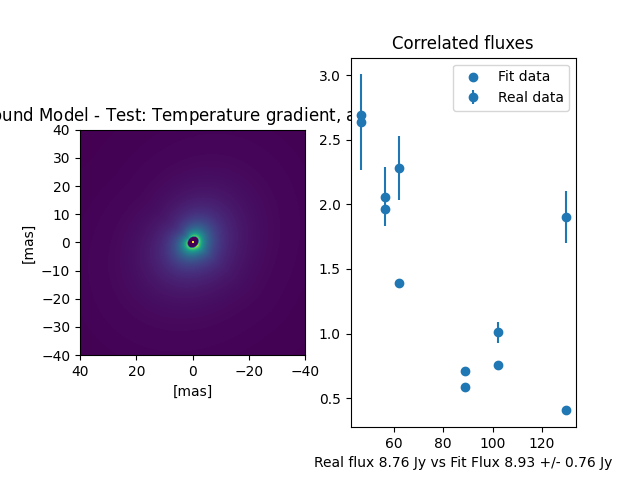 ound Model - Test: Temperature gradient, a
40
30
20
10
0
−10
−20
−30
−40
[mas]
40 20 0 −20 −40
[mas]
Correlated fluxes
Fit data
Real data
3.0
2.5
2.0
1.5
1.0
0.5
60 80 100 120
Real flux 8.76 Jy vs Fit Flux 8.93 +/- 0.76 Jy